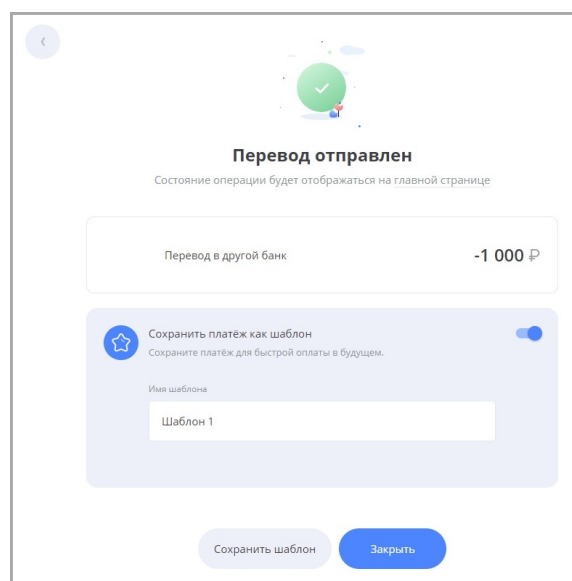 Перевод отправлен
Состояние операции будет отображаться на главной странице
Перевод в другой банк -1 000 ₽
Сохранить платёж как шаблон
Сохраните платёж для быстрой оплаты в будущем.
Имя шаблона
Шаблон 1
Сохранить шаблон Закрыть